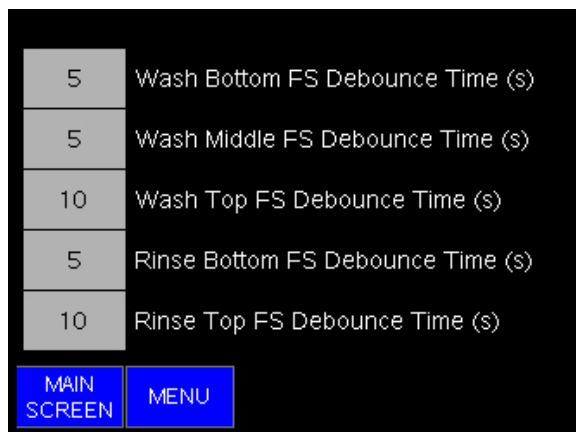 5 Wash Bottom FS Debounce Time (s)
5 Wash Middle FS Debounce Time (s)
10 Wash Top FS Debounce Time (s)
5 Rinse Bottom FS Debounce Time (s)
10 Rinse Top FS Debounce Time (s)
MAIN
SCREEN
MENU